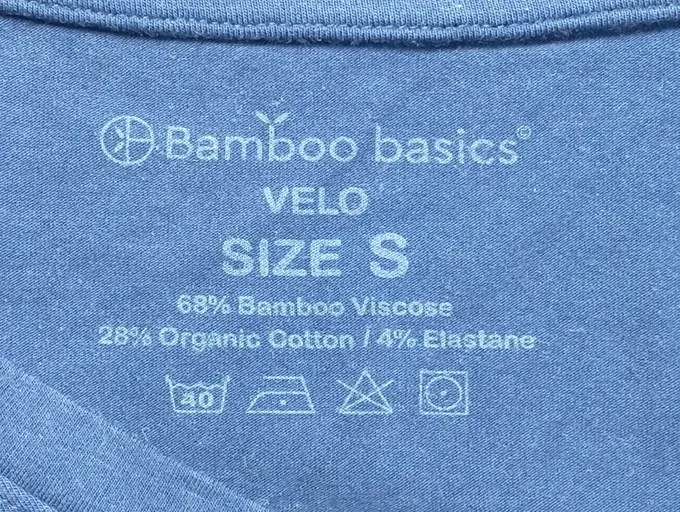 Bamboo basics©
VELO
SIZE S
68% Bamboo Viscose
28% Organic Cotton / 4% Elastane
40